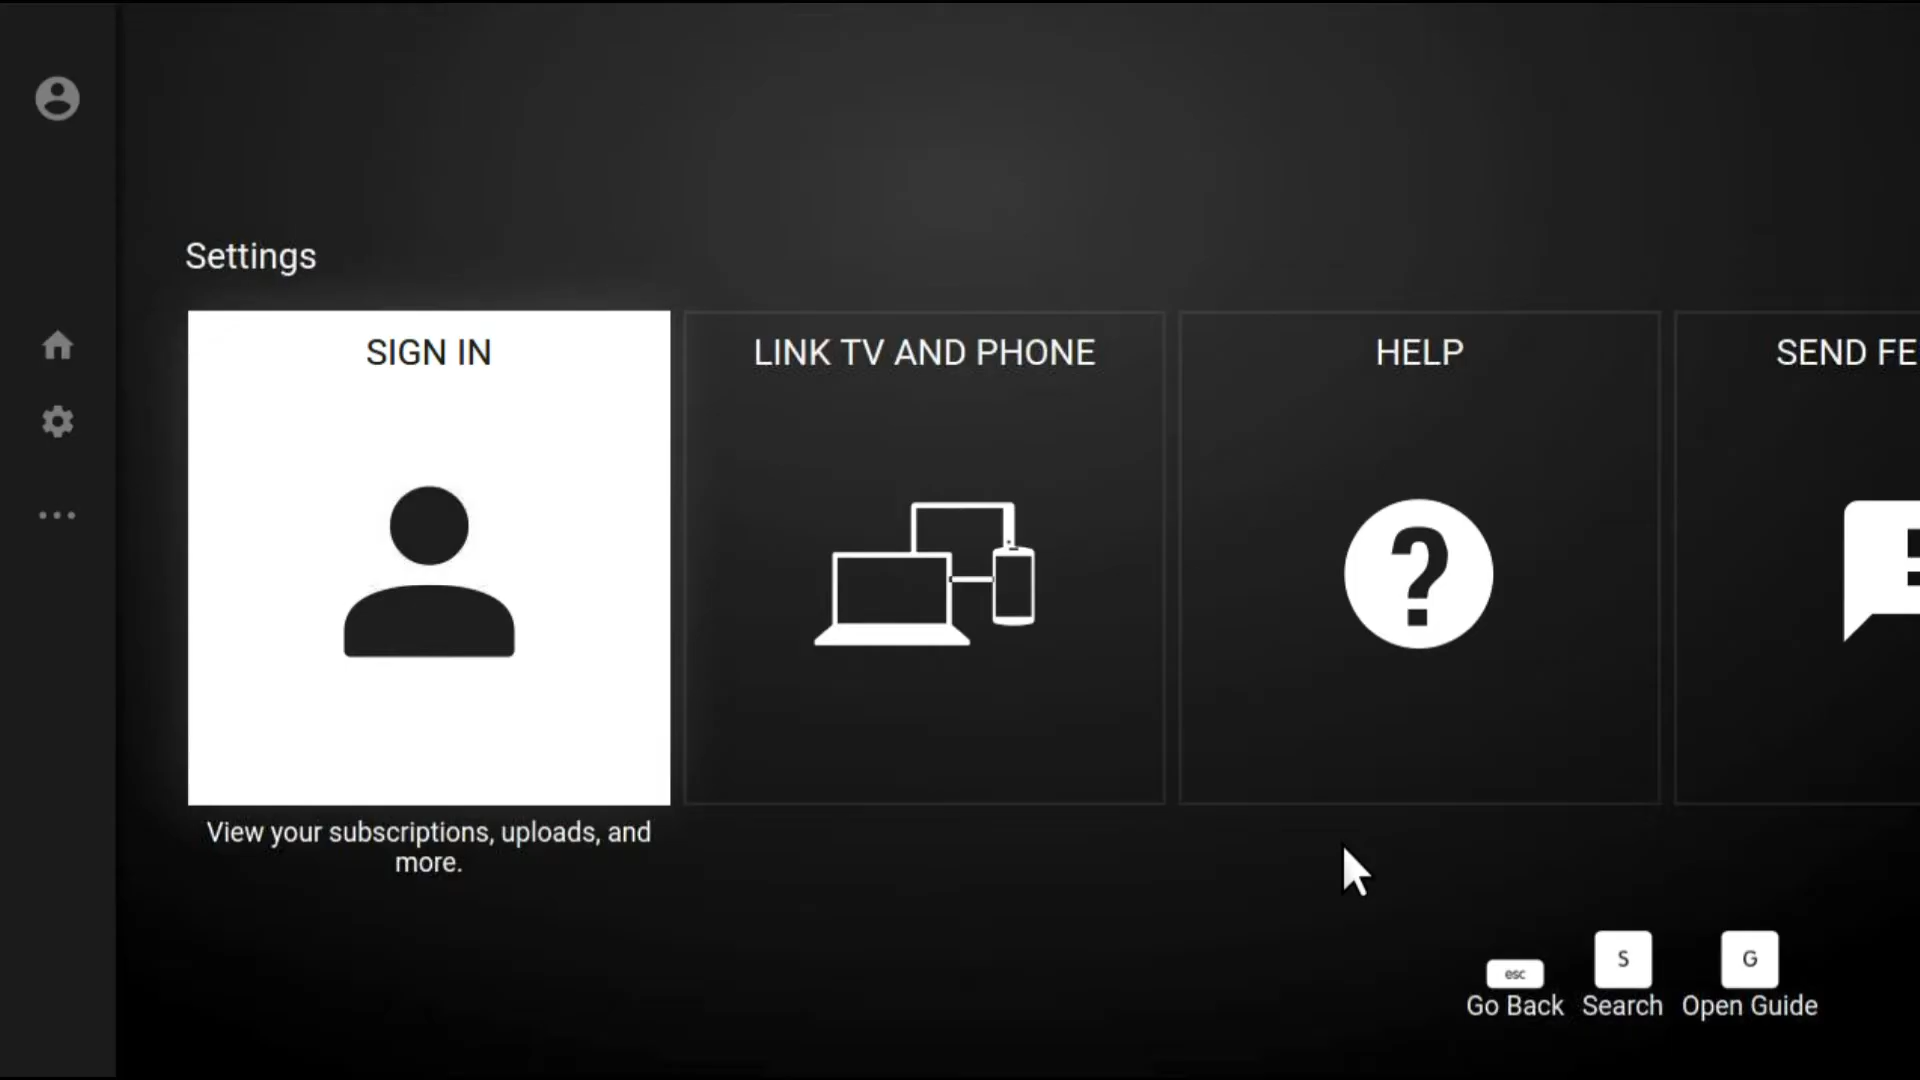 Settings
SIGN IN
LINK TV AND PHONE
HELP
SEND FE
View your subscriptions, uploads, and
more.
esc
S
G
Go Back
Search
Open Guide